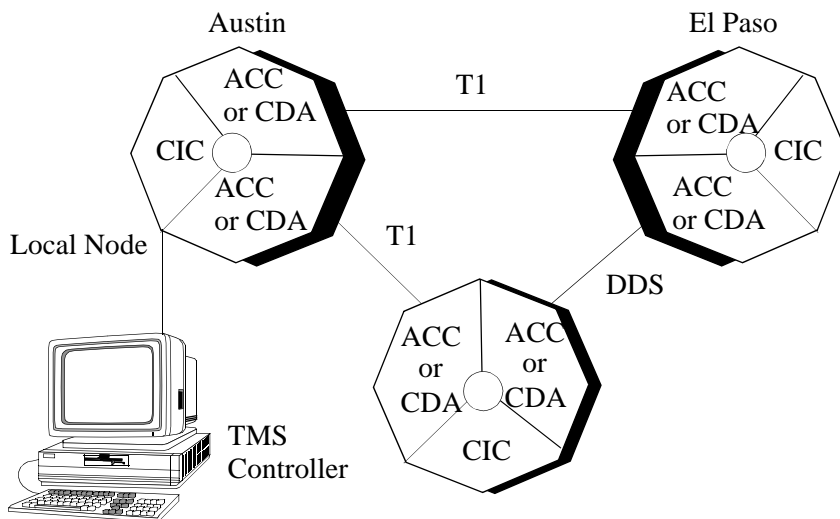 Austin
El Paso
ACC
or CDA
CIC
ACC
or CDA
T1
ACC
or CDA
CIC
ACC
or CDA
Local Node
T1
DDS
ACC
or
CDA
ACC
or
CDA
CIC
TMS
Controller